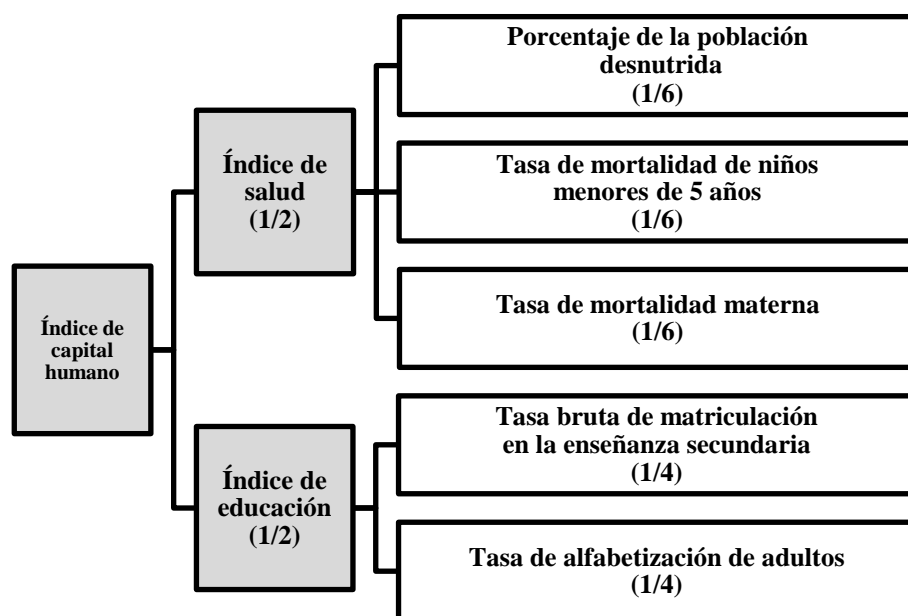 Índice de
capital
humano
Índice de
salud
(1/2)
Porcentaje de la población
desnutrida
(1/6)
Tasa de mortalidad de niños
menores de 5 años
(1/6)
Tasa de mortalidad materna
(1/6)
Índice de
educación
(1/2)
Tasa bruta de matriculación
en la enseñanza secundaria
(1/4)
Tasa de alfabetización de adultos
(1/4)